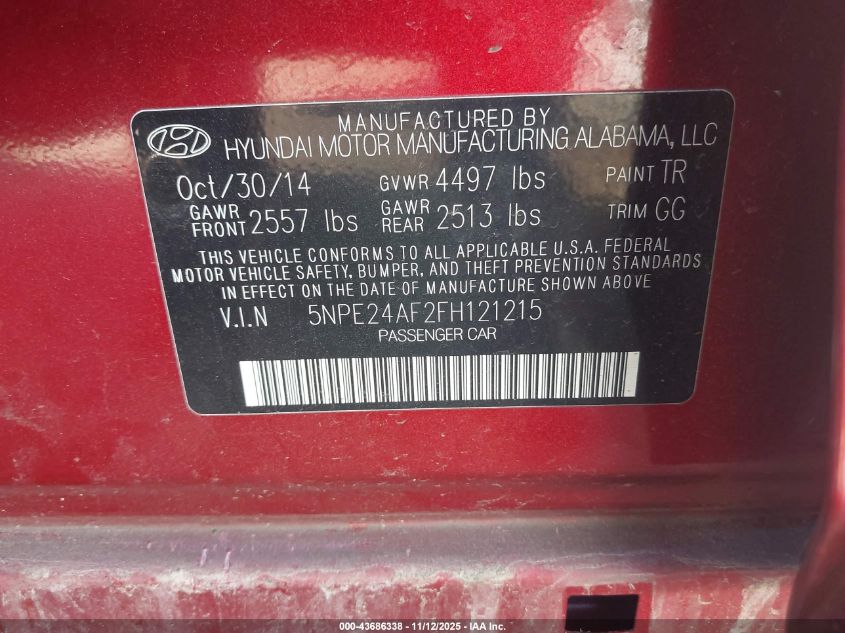 MANUFACTURED BY
HYUNDAI MOTOR MANUFACTURING ALABAMA, LLC
Oct/30/14 GVWR 4497 lbs PAINT TR
GAWR FRONT 2557 lbs GAWR REAR 2513 lbs TRIM GG
THIS VEHICLE CONFORMS TO ALL APPLICABLE U.S.A. FEDERAL
MOTOR VEHICLE SAFETY, BUMPER, AND THEFT PREVENTION STANDARDS
IN EFFECT ON THE DATE OF MANUFACTURE SHOWN ABOVE
V.I.N 5NPE24AF2FH121215
PASSENGER CAR
000-43686338 - 11/12/2025 - IAA Inc.